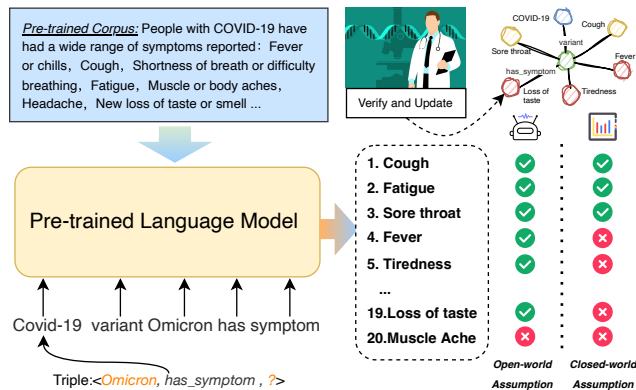 Pre-trained Corpus: People with COVID-19 have
had a wide range of symptoms reported: Fever
or chills, Cough, Shortness of breath or difficulty
breathing, Fatigue, Muscle or body aches,
Headache, New loss of taste or smell ...
Verify and Update
COVID-19
Cough
variant
Sore throat
Fever
has_symptom
Loss of
taste
Tiredness
Pre-trained Language Model
1. Cough
2. Fatigue
3. Sore throat
4. Fever
5. Tiredness
...
19.Loss of taste
20.Muscle Ache
Covid-19 variant Omicron has symptom
Triple:<Omicron, has_symptom , ?>
Open-world
Assumption
Closed-world
Assumption